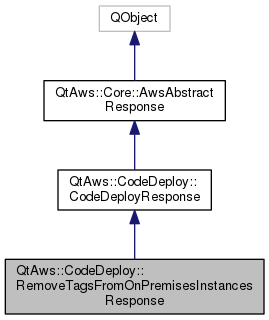 QObject
QtAws::Core::AwsAbstract
Response
QtAws::CodeDeploy::
CodeDeployResponse
QtAws::CodeDeploy::
RemoveTagsFromOnPremisesInstances
Response